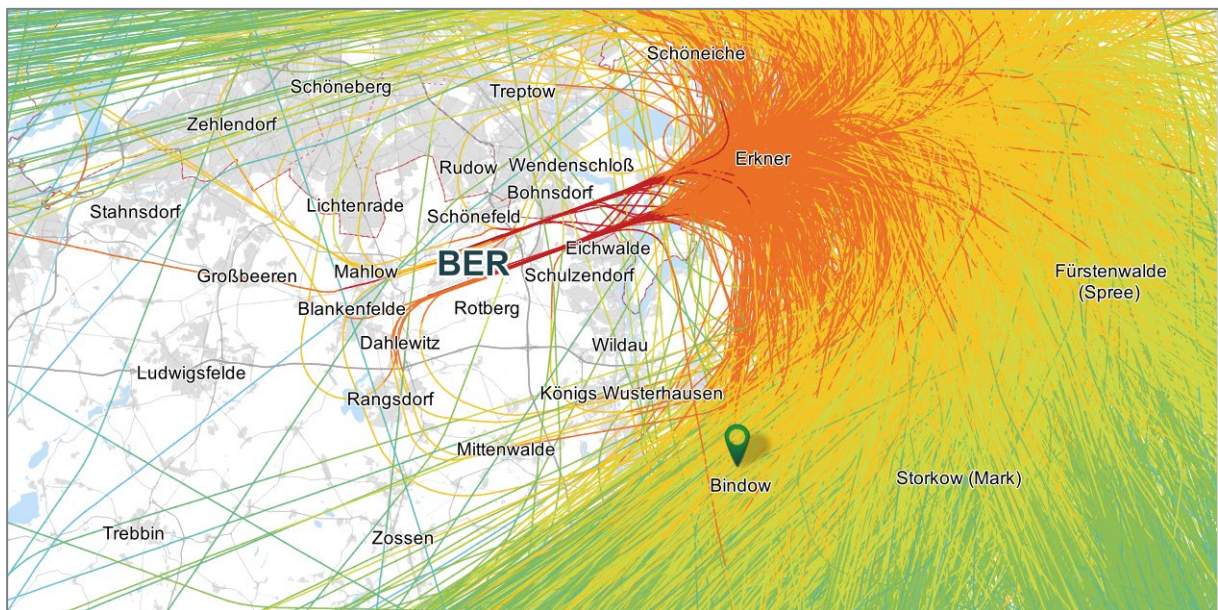 Schöneiche
Schöneberg
Treptow
Zehlendorf
Erkner
Rudow
Wendenschloß
Bohnsdorf
Stahnsdorf
Lichtenrade
Schönefeld
Eichwalde
BER
Großbeeren
Mahlow
Schulzendorf
Fürstenwalde
(Spree)
Blankenfelde
Rotberg
Dahlewitz
Wildau
Ludwigsfelde
Rangsdorf
Königs Wusterhausen
Mittenwalde
Bindow
Storkow (Mark)
Trebbin
Zossen